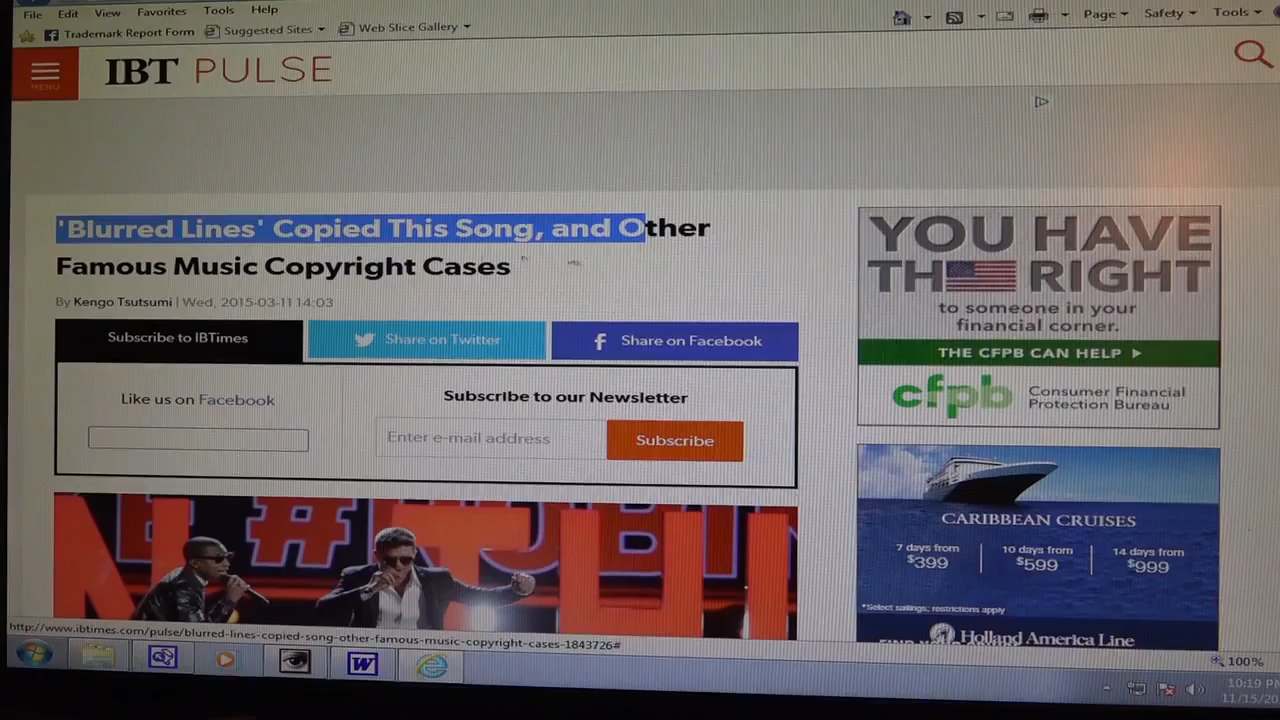 File Edit View Favorites Tools Help
Page Safety Tools
Trademark Report Form Suggested Sites Web Slice Gallery
MENU
IBT PULSE
'Blurred Lines' Copied This Song, and Other
Famous Music Copyright Cases
By Kengo Tsutsumi | Wed, 2015-03-11 14:03
Subscribe to IBTimes
Share on Twitter
Share on Facebook
Like us on Facebook
Subscribe to our Newsletter
Enter e-mail address
Subscribe
YOU HAVE
TH RIGHT
to someone in your
financial corner.
THE CFPB CAN HELP
cfpb Consumer Financial
Protection Bureau
CARIBBEAN CRUISES
7 days from
$399
10 days from
$599
14 days from
$999
*Select sailings; restrictions apply
Holland America Line
http://www.ibtimes.com/pulse/blurred-lines-copied-song-other-famous-music-copyright-cases-1843726#
100%
10:19 PM
11/15/20